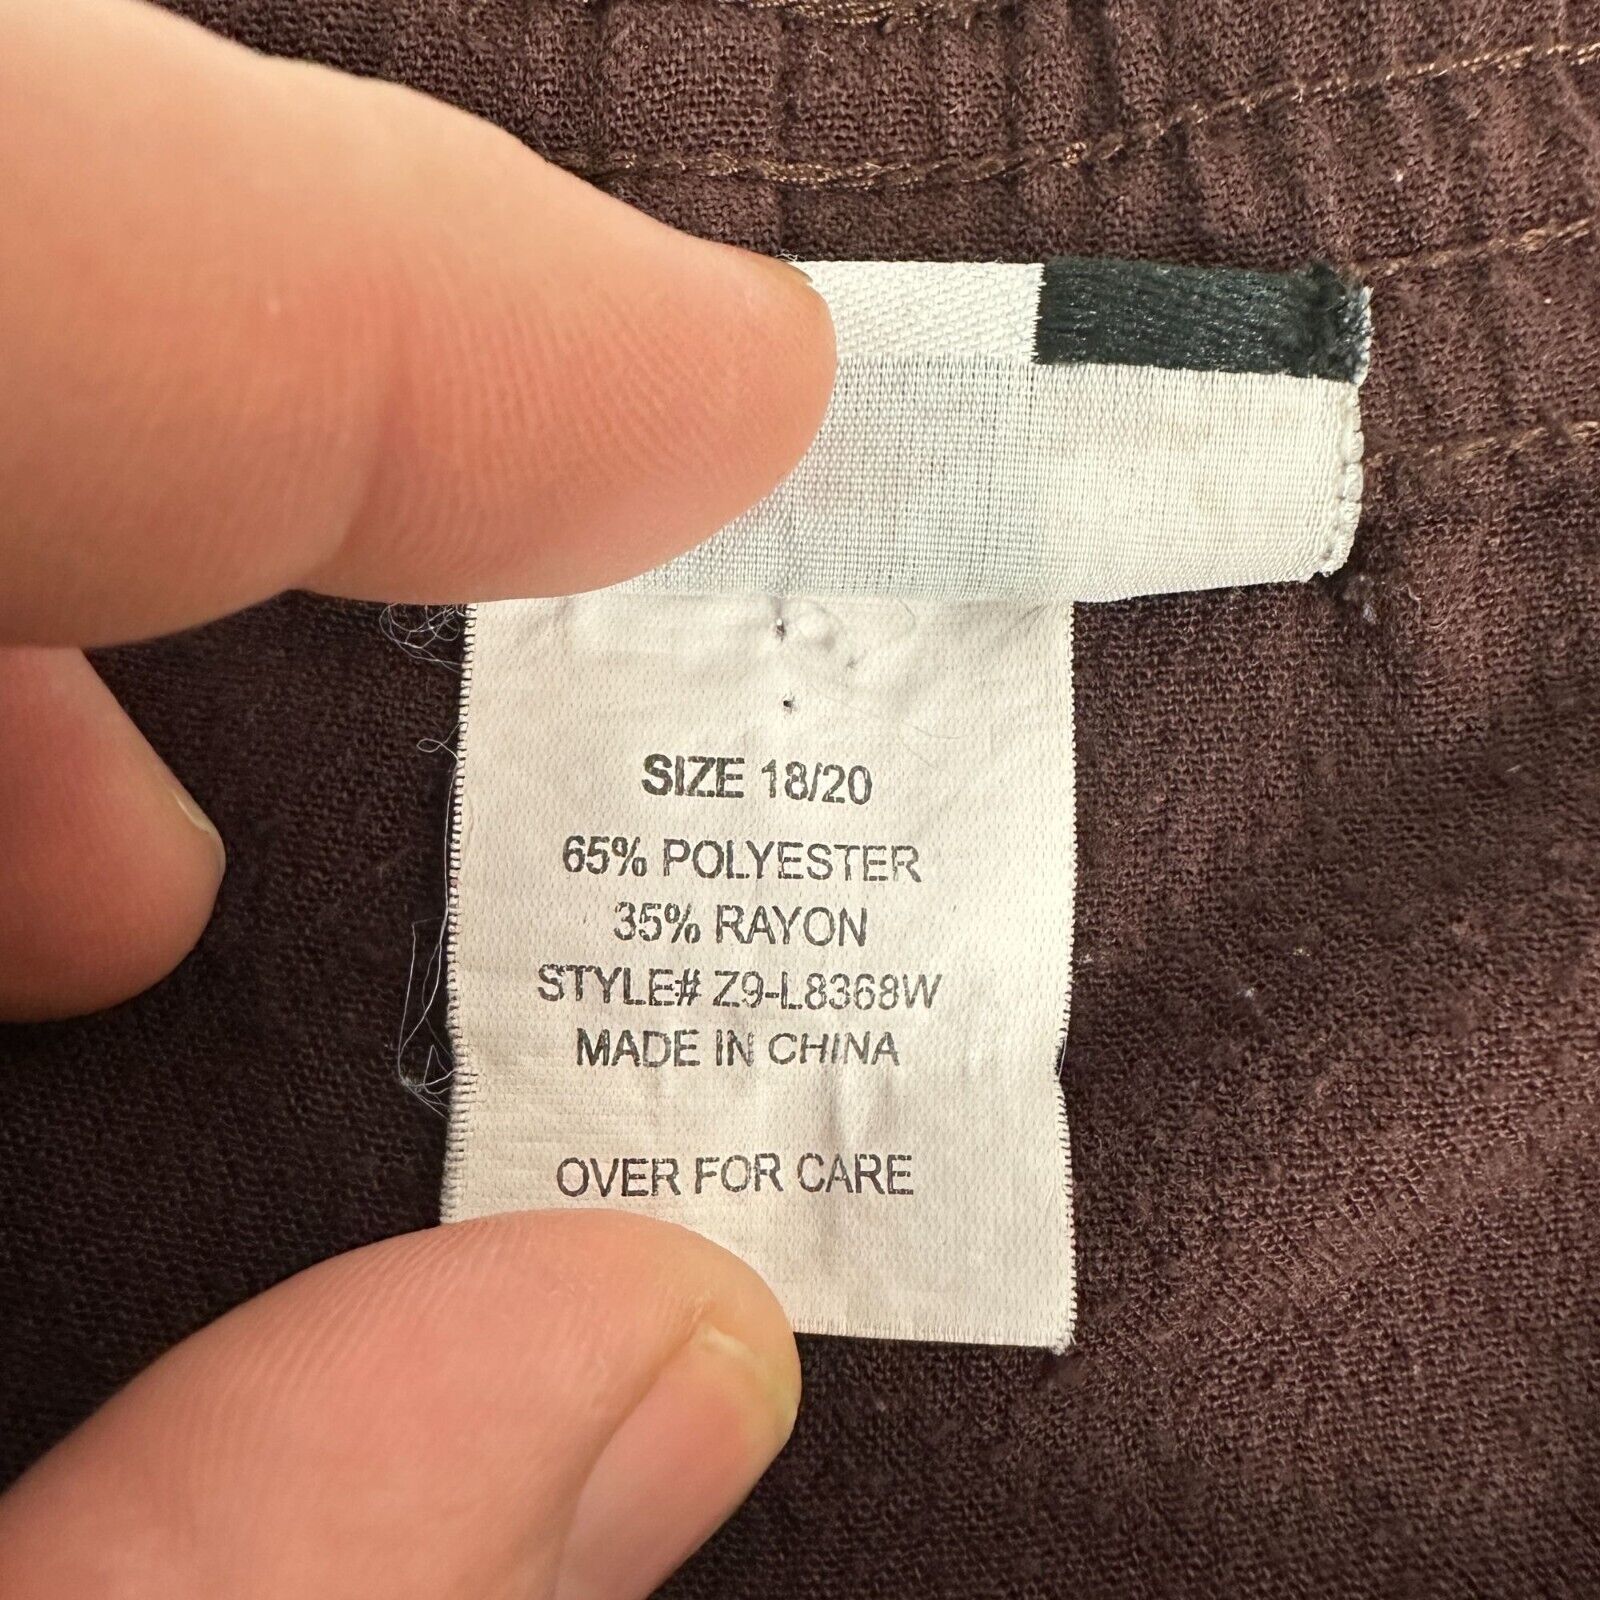 SIZE 18/20
65% POLYESTER
35% RAYON
STYLE# Z9-L8368W
MADE IN CHINA
OVER FOR CARE